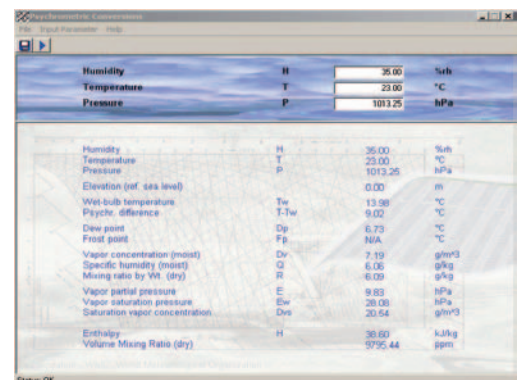 Psychrometric Conversions
File Input Parameter Help
Humidity H 35.00 %rh
Temperature T 23.00 °C
Pressure P 1013.25 hPa
Humidity H 35.00 %rh
Temperature T 23.00 °C
Pressure P 1013.25 hPa
Elevation (ref. sea level) 0.00 m
Wet-bulb temperature Tw 13.98 °C
Psychr. difference T-Tw 9.02 °C
Dew point Dp 6.73 °C
Frost point Fp N/A °C
Vapor concentration (moist) Dv 7.19 g/m^3
Specific humidity (moist) Q 6.06 g/kg
Mixing ratio by Wt. (dry) R 6.09 g/kg
Vapor partial pressure E 9.83 hPa
Vapor saturation pressure Ew 28.08 hPa
Saturation vapor concentration Dvs 20.54 g/m^3
Enthalpy H 38.60 kJ/kg
Volume Mixing Ratio (dry) 9795.44 ppm
World Meteorological Organization
Status: OK